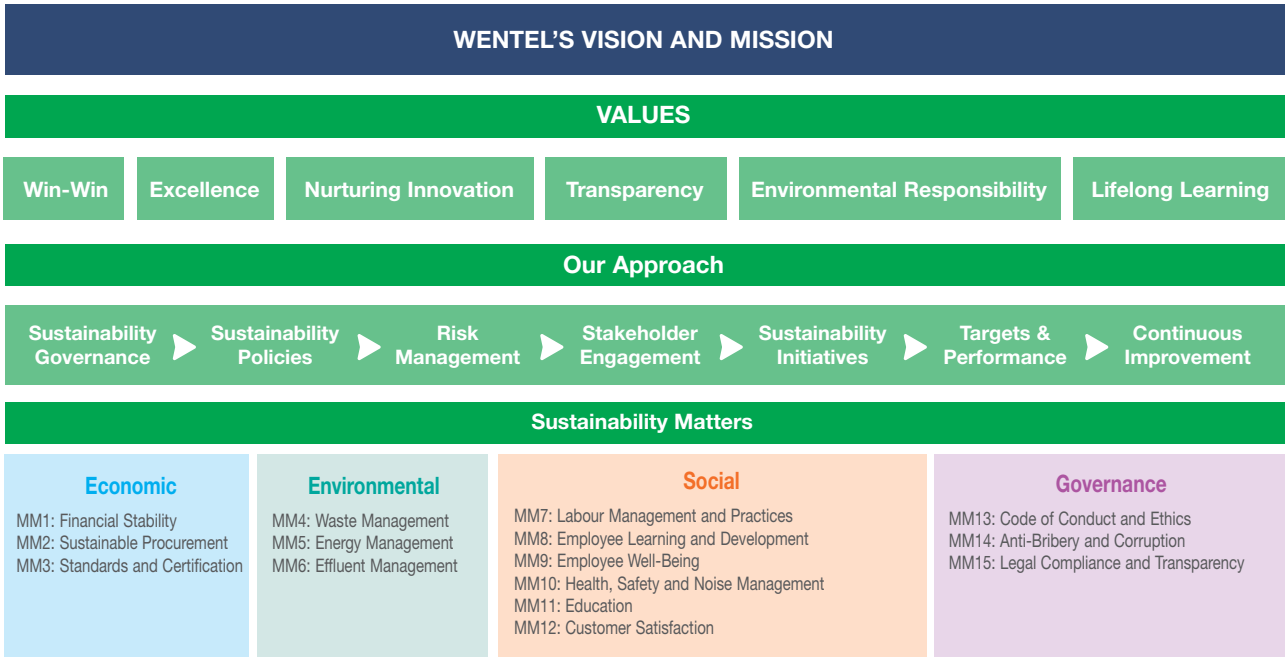 WENTEL'S VISION AND MISSION
VALUES
Win-Win
Excellence
Nurturing Innovation
Transparency
Environmental Responsibility
Lifelong Learning
Our Approach
Sustainability
Governance
Sustainability
Policies
Risk
Management
Stakeholder
Engagement
Sustainability
Initiatives
Targets &
Performance
Continuous
Improvement
Sustainability Matters
Economic
MM1: Financial Stability
MM2: Sustainable Procurement
MM3: Standards and Certification
Environmental
MM4: Waste Management
MM5: Energy Management
MM6: Effluent Management
Social
MM7: Labour Management and Practices
MM8: Employee Learning and Development
MM9: Employee Well-Being
MM10: Health, Safety and Noise Management
MM11: Education
MM12: Customer Satisfaction
Governance
MM13: Code of Conduct and Ethics
MM14: Anti-Bribery and Corruption
MM15: Legal Compliance and Transparency